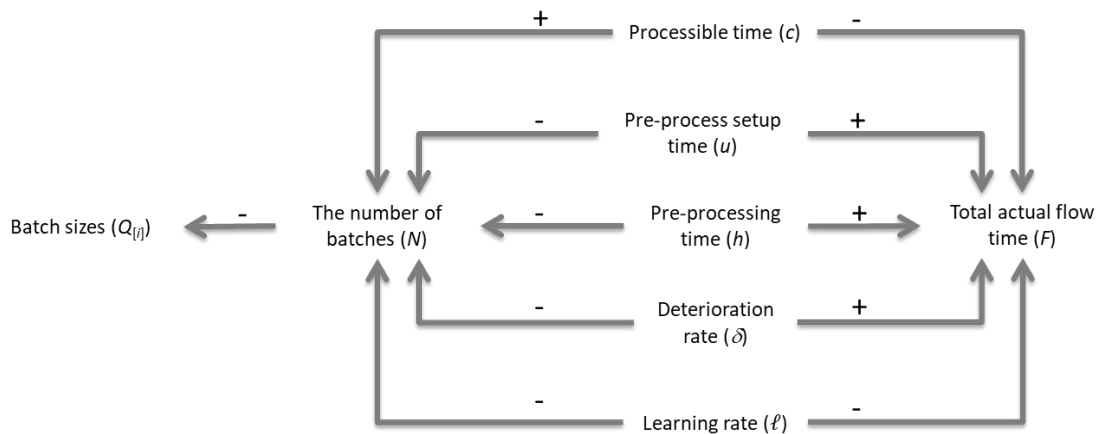 + Processible time (c) -
- Pre-process setup +
time (u)
Batch sizes (Q[i]) - The number of - Pre-processing + Total actual flow
batches (N) time (h) time (F)
- Deterioration +
rate (δ)
- Learning rate (ℓ) -